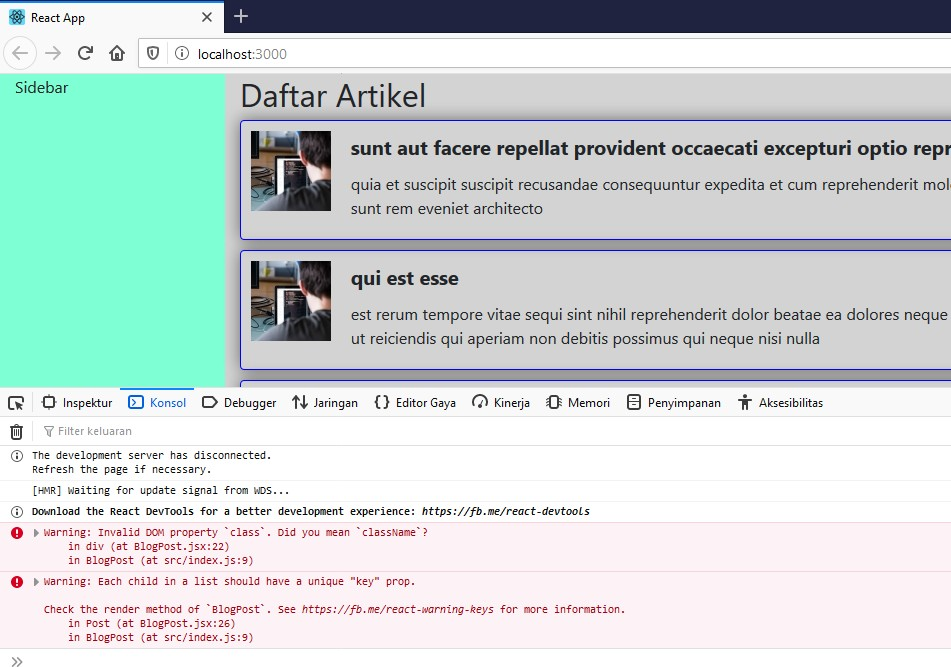 React App
localhost:3000
Sidebar
Daftar Artikel
sunt aut facere repellat provident occaecati excepturi optio repr
quia et suscipit suscipit recusandae consequuntur expedita et cum reprehenderit mol
sunt rem eveniet architecto
qui est esse
est rerum tempore vitae sequi sint nihil reprehenderit dolor beatae ea dolores neque
ut reiciendis qui aperiam non debitis possimus qui neque nisi nulla
Inspektur Konsol Debugger Jaringan Editor Gaya Kinerja Memori Penyimpanan Aksesibilitas
Filter keluaran
The development server has disconnected.
Refresh the page if necessary.
[HMR] Waiting for update signal from WDS...
Download the React DevTools for a better development experience: https://fb.me/react-devtools
Warning: Invalid DOM property `class`. Did you mean `className`?
in div (at BlogPost.jsx:22)
in BlogPost (at src/index.js:9)
Warning: Each child in a list should have a unique "key" prop.
Check the render method of `BlogPost`. See https://fb.me/react-warning-keys for more information.
in Post (at BlogPost.jsx:26)
in BlogPost (at src/index.js:9)